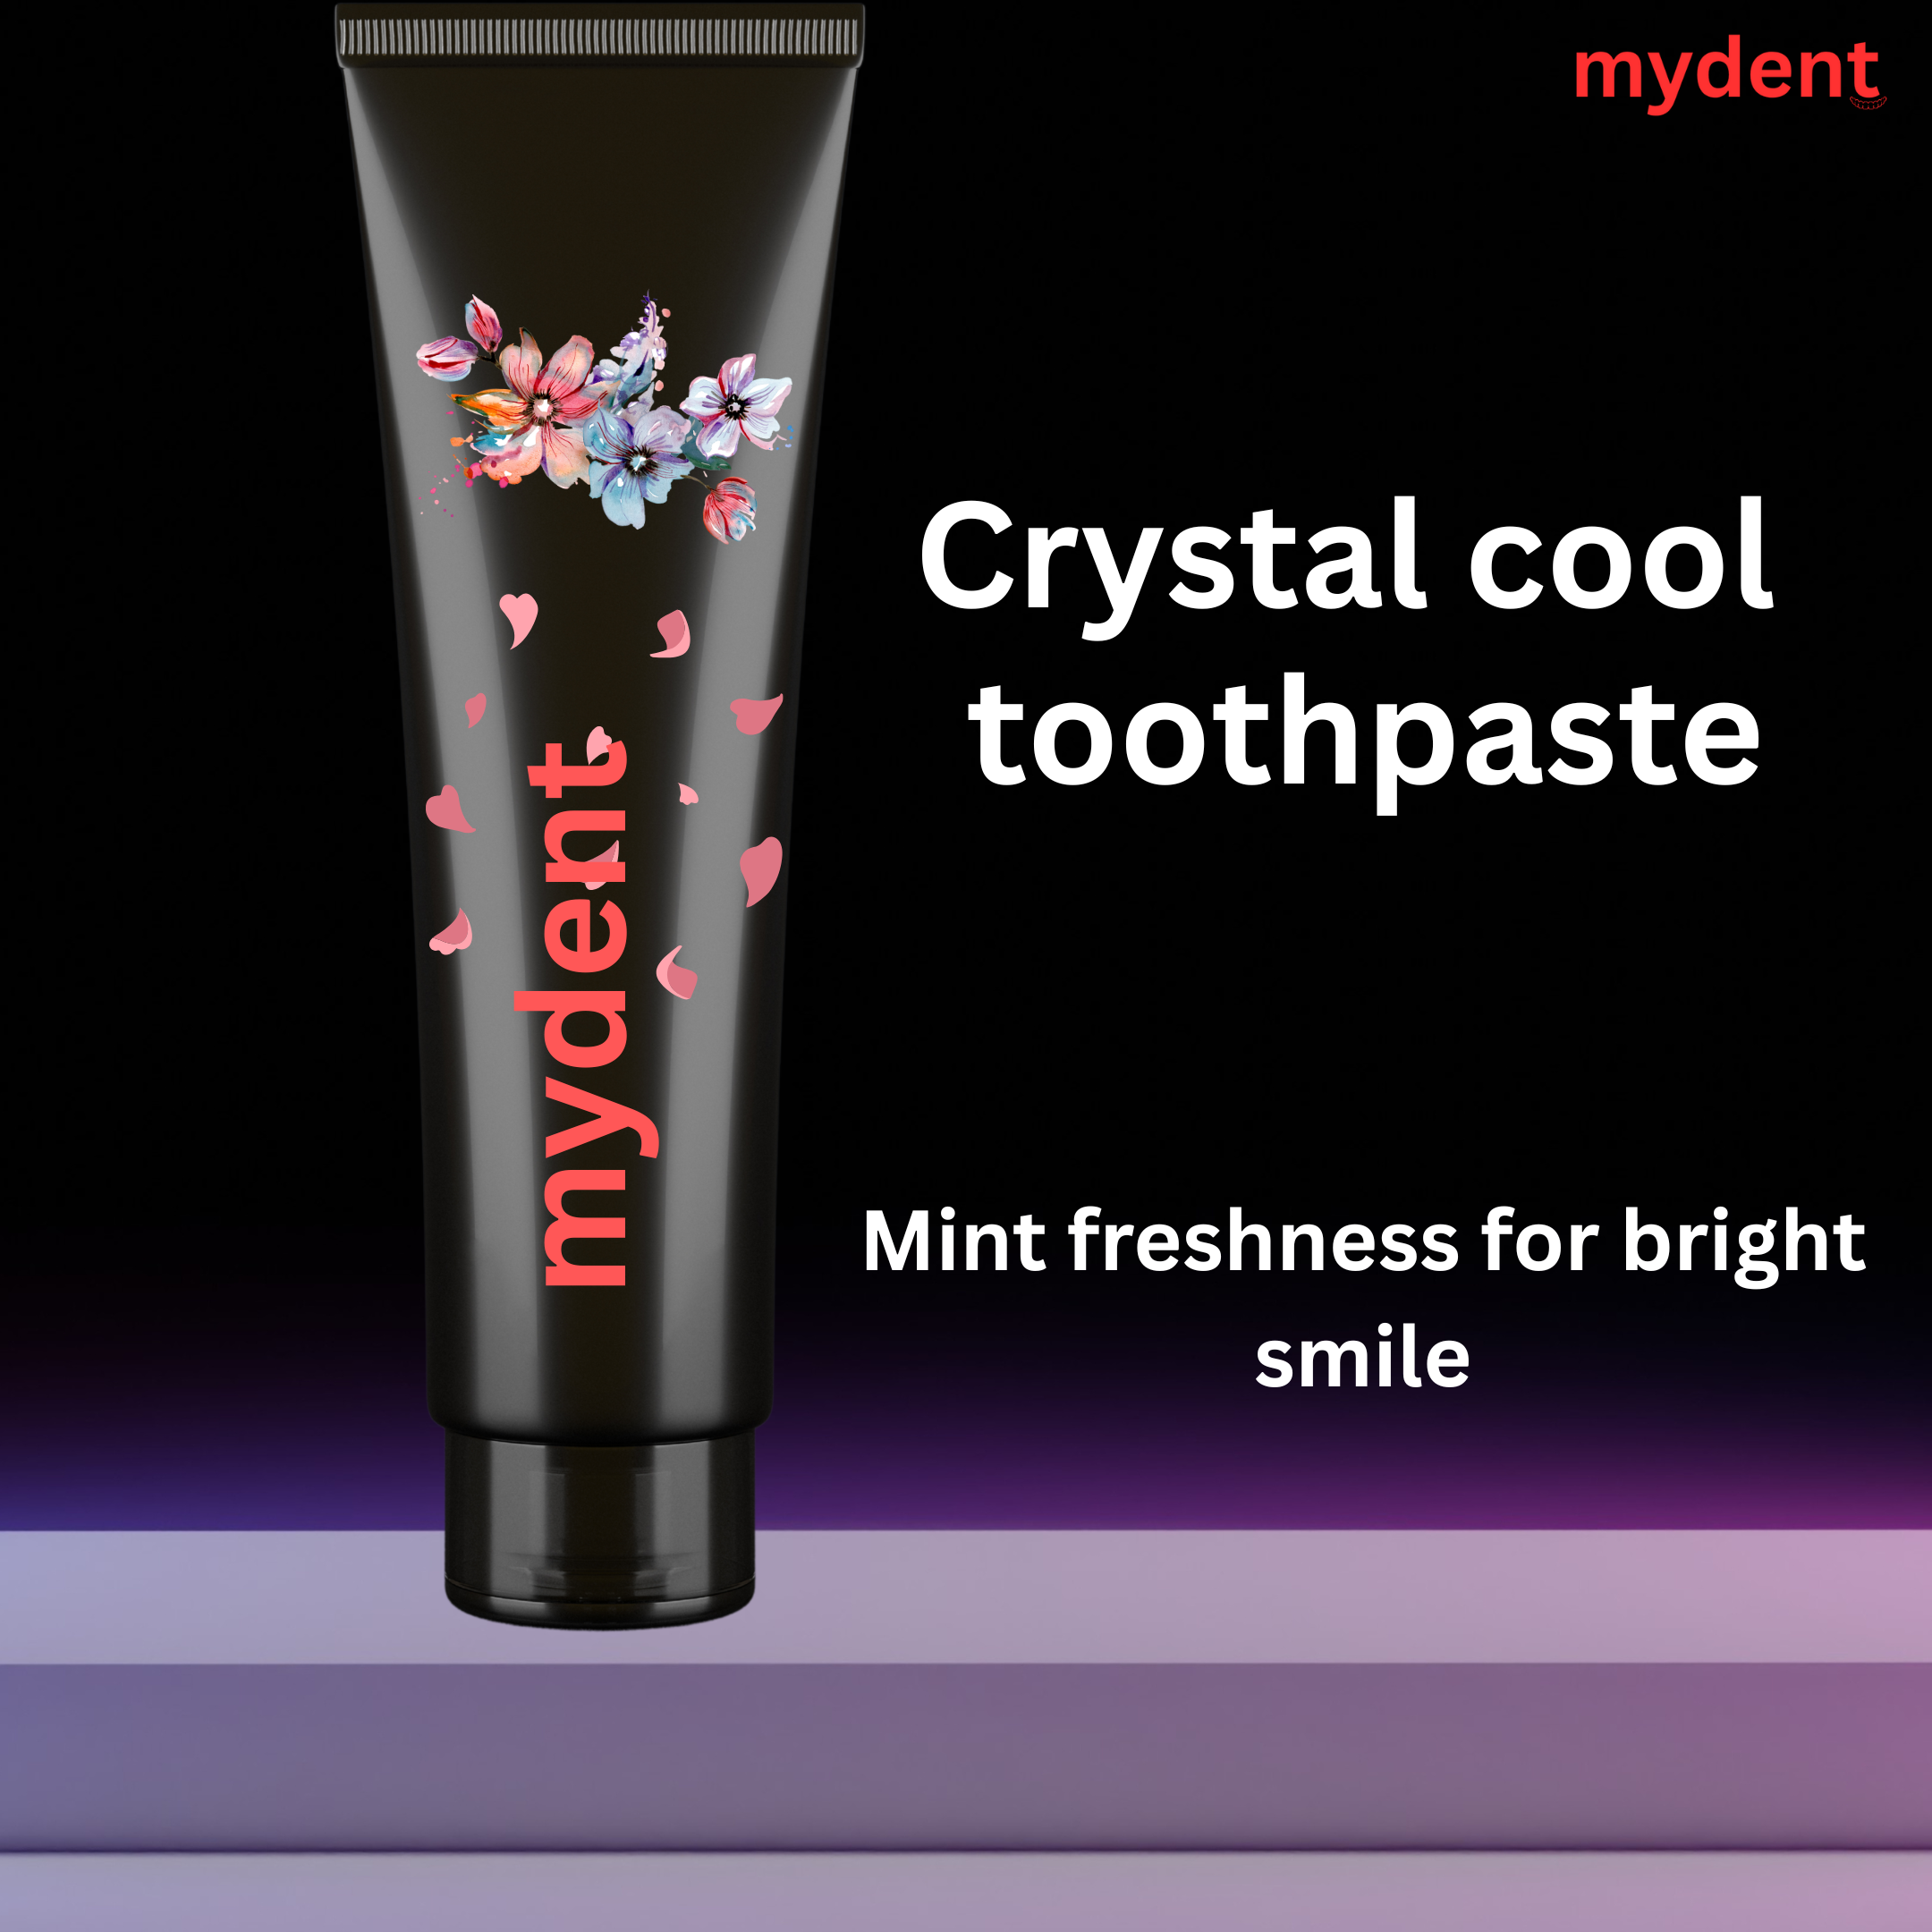 mydent
mydent
Crystal cool
toothpaste
Mint freshness for bright
smile